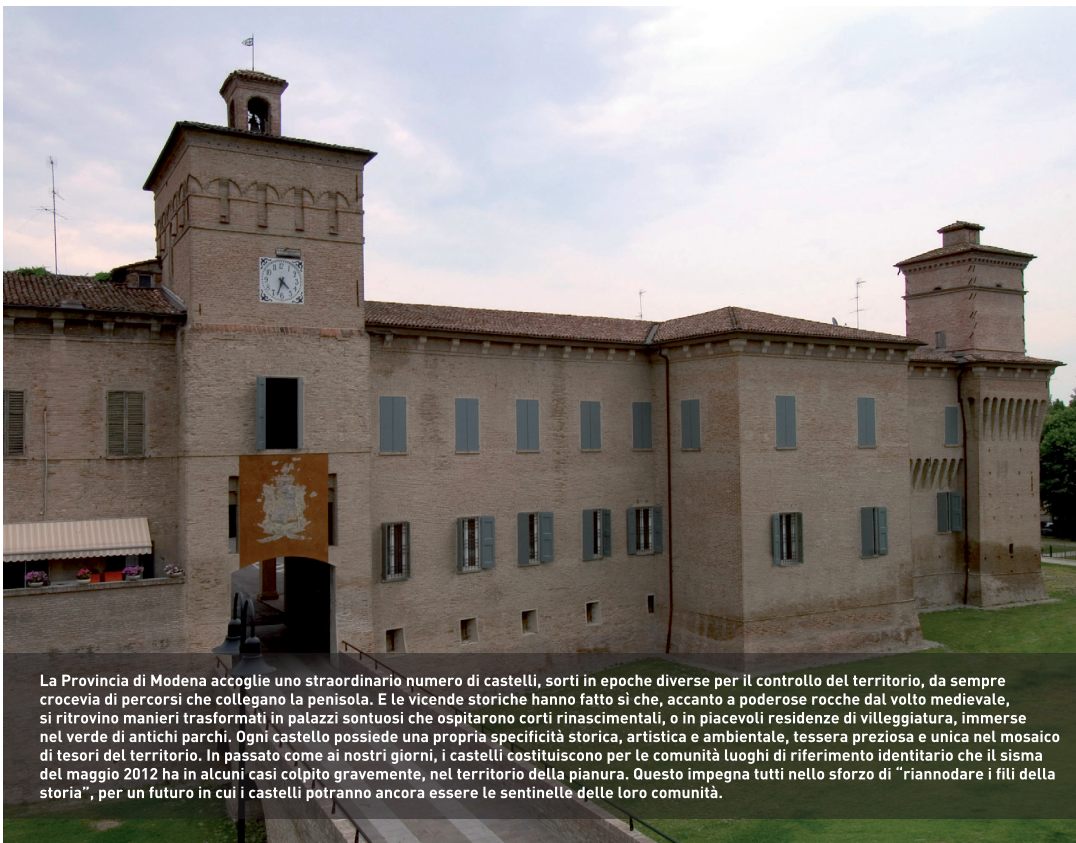 La Provincia di Modena accoglie uno straordinario numero di castelli, sorti in epoche diverse per il controllo del territorio, da sempre
crocevia di percorsi che collegano la penisola. E le vicende storiche hanno fatto sì che, accanto a poderose rocche dal volto medievale,
si ritrovino manieri trasformati in palazzi sontuosi che ospitarono corti rinascimentali, o in piacevoli residenze di villeggiatura, immerse
nel verde di antichi parchi. Ogni castello possiede una propria specificità storica, artistica e ambientale, tessera preziosa e unica nel mosaico
di tesori del territorio. In passato come ai nostri giorni, i castelli costituiscono per le comunità luoghi di riferimento identitario che il sisma
del maggio 2012 ha in alcuni casi colpito gravemente, nel territorio della pianura. Questo impegna tutti nello sforzo di “riannodare i fili della
storia”, per un futuro in cui i castelli potranno ancora essere le sentinelle delle loro comunità.